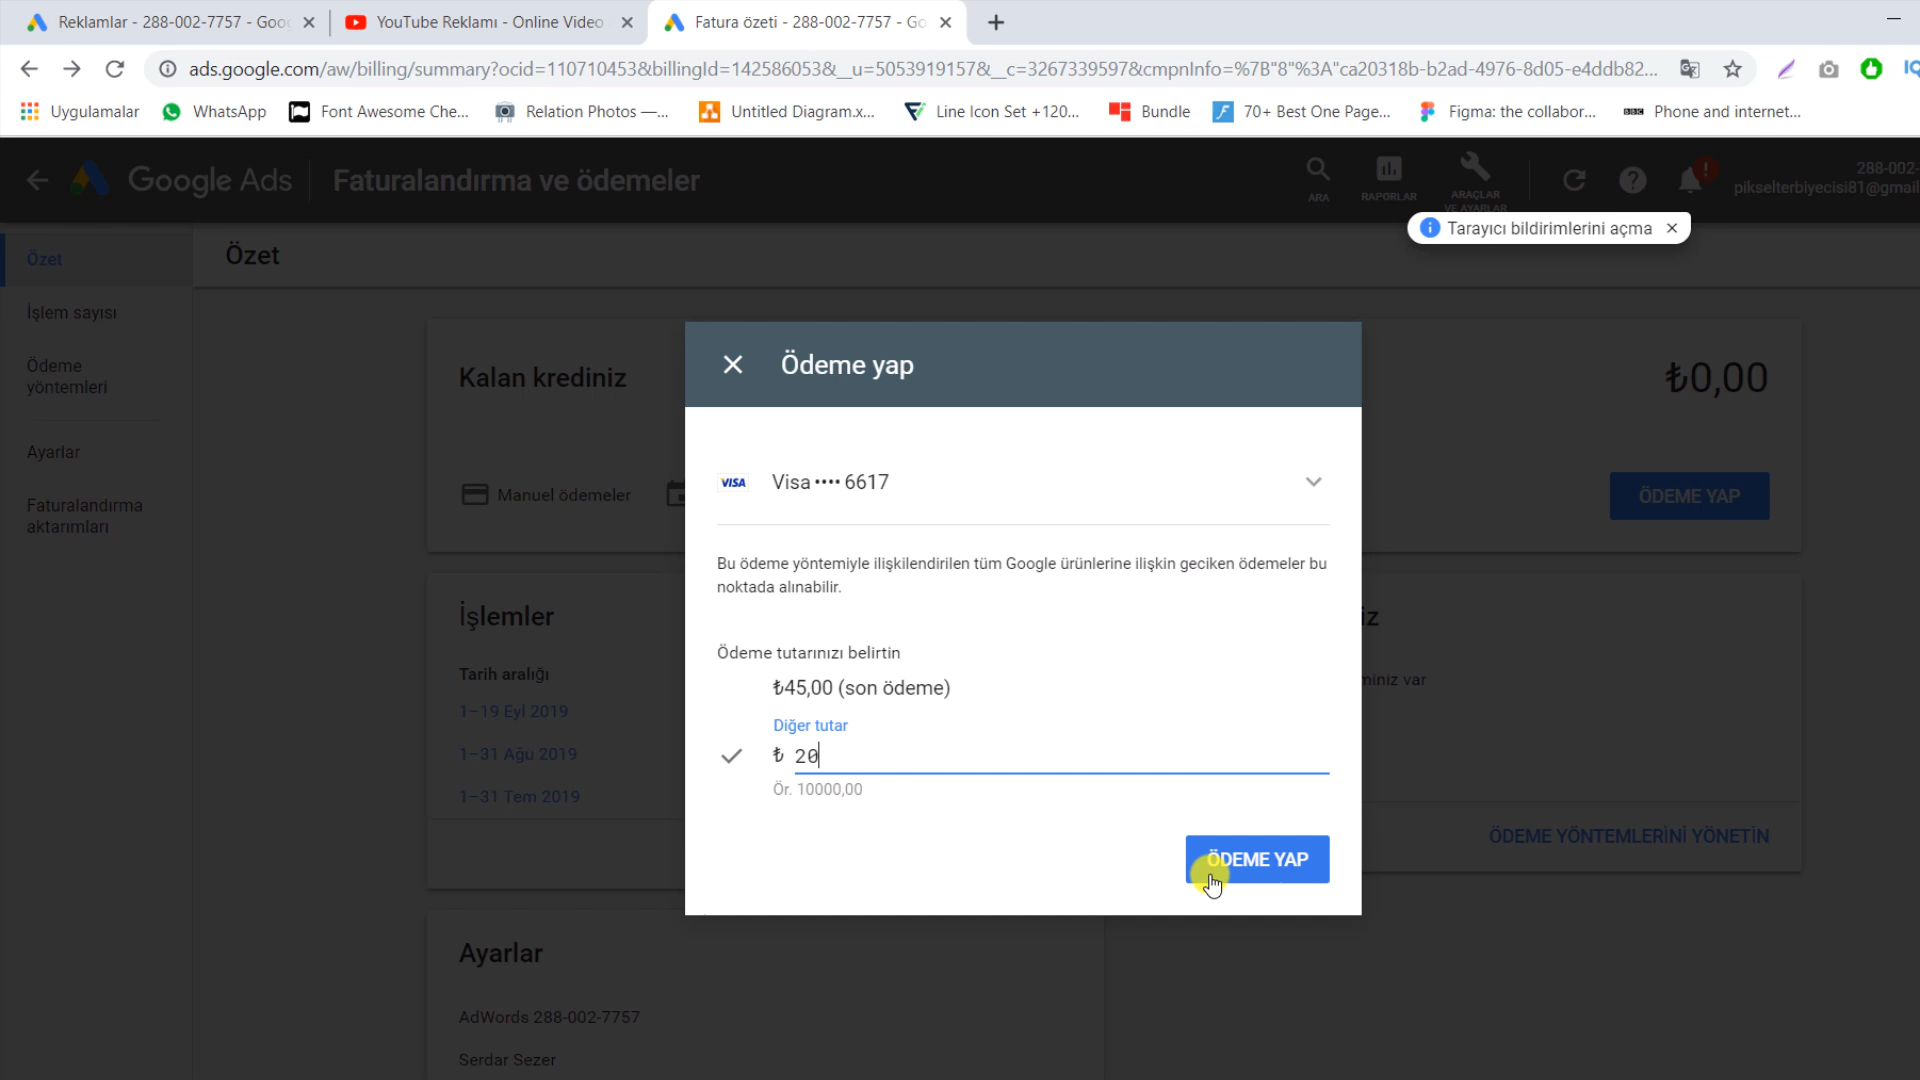 Reklamlar - 288-002-7757 - Goo
YouTube Reklamı - Online Video
Fatura özeti - 288-002-7757 - Go
ads.google.com/aw/billing/summary?ocid=110710453&billingId=142586053&__u=5053919157&__c=3267339597&cmpnInfo=%7B"8"%3A"ca20318b-b2ad-4976-8d05-e4ddb82...
Uygulamalar
WhatsApp
Font Awesome Che...
Relation Photos —...
Untitled Diagram.x...
Line Icon Set +120...
Bundle
70+ Best One Page...
Figma: the collabor...
BBC Phone and internet...
Google Ads
Faturalandırma ve ödemeler
ARA
RAPORLAR
ARAÇLAR
VE AYARLAR
288-002-
pikselterbiyecisi81@gmail
Tarayıcı bildirimlerini açma
Özet
Özet
İşlem sayısı
Ödeme
yöntemleri
Ayarlar
Faturalandırma
aktarımları
Kalan krediniz
₺0,00
Manuel ödemeler
ÖDEME YAP
Ödeme yap
VISA Visa •••• 6617
Bu ödeme yöntemiyle ilişkilendirilen tüm Google ürünlerine ilişkin geciken ödemeler bu
noktada alınabilir.
Ödeme tutarınızı belirtin
₺45,00 (son ödeme)
Diğer tutar
₺ 20
Ör. 10000,00
ÖDEME YAP
İşlemler
Tarih aralığı
1–19 Eyl 2019
1–31 Ağu 2019
1–31 Tem 2019
iz
miniz var
ÖDEME YÖNTEMLERİNİ YÖNETİN
Ayarlar
AdWords 288-002-7757
Serdar Sezer